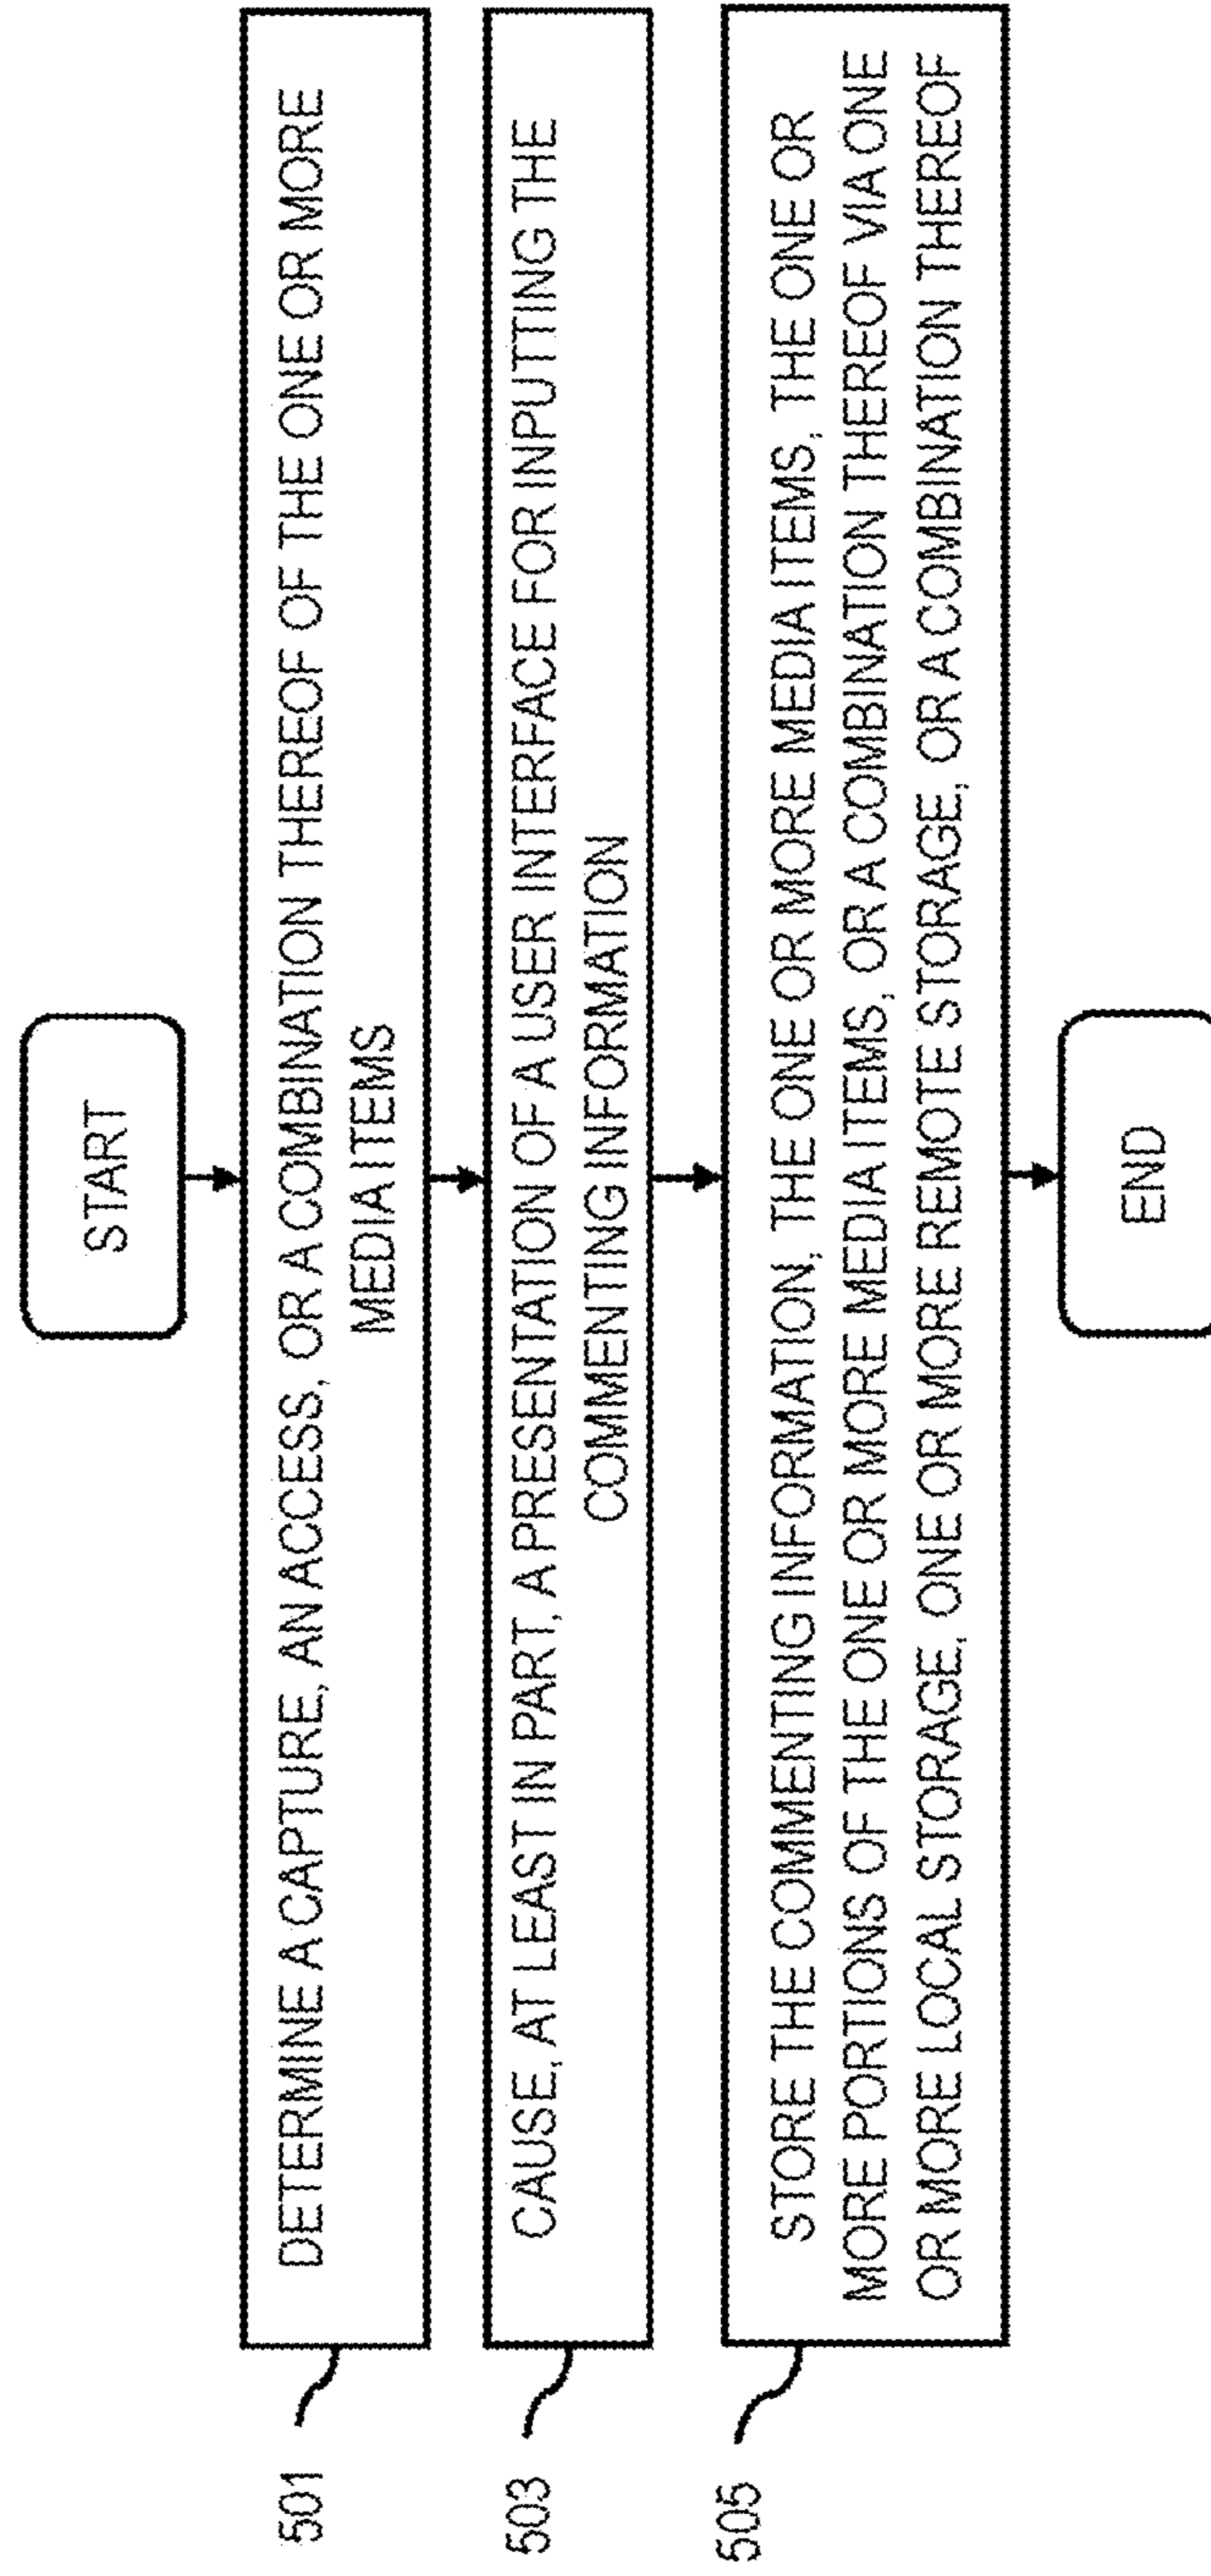 START
501
DETERMINE A CAPTURE, AN ACCESS, OR A COMBINATION THEREOF OF THE ONE OR MORE
MEDIA ITEMS
503
CAUSE, AT LEAST IN PART, A PRESENTATION OF A USER INTERFACE FOR INPUTTING THE
COMMENTING INFORMATION
505
STORE THE COMMENTING INFORMATION, THE ONE OR MORE MEDIA ITEMS, THE ONE OR
MORE PORTIONS OF THE ONE OR MORE MEDIA ITEMS, OR A COMBINATION THEREOF VIA ONE
OR MORE LOCAL STORAGE, ONE OR MORE REMOTE STORAGE, OR A COMBINATION THEREOF
END